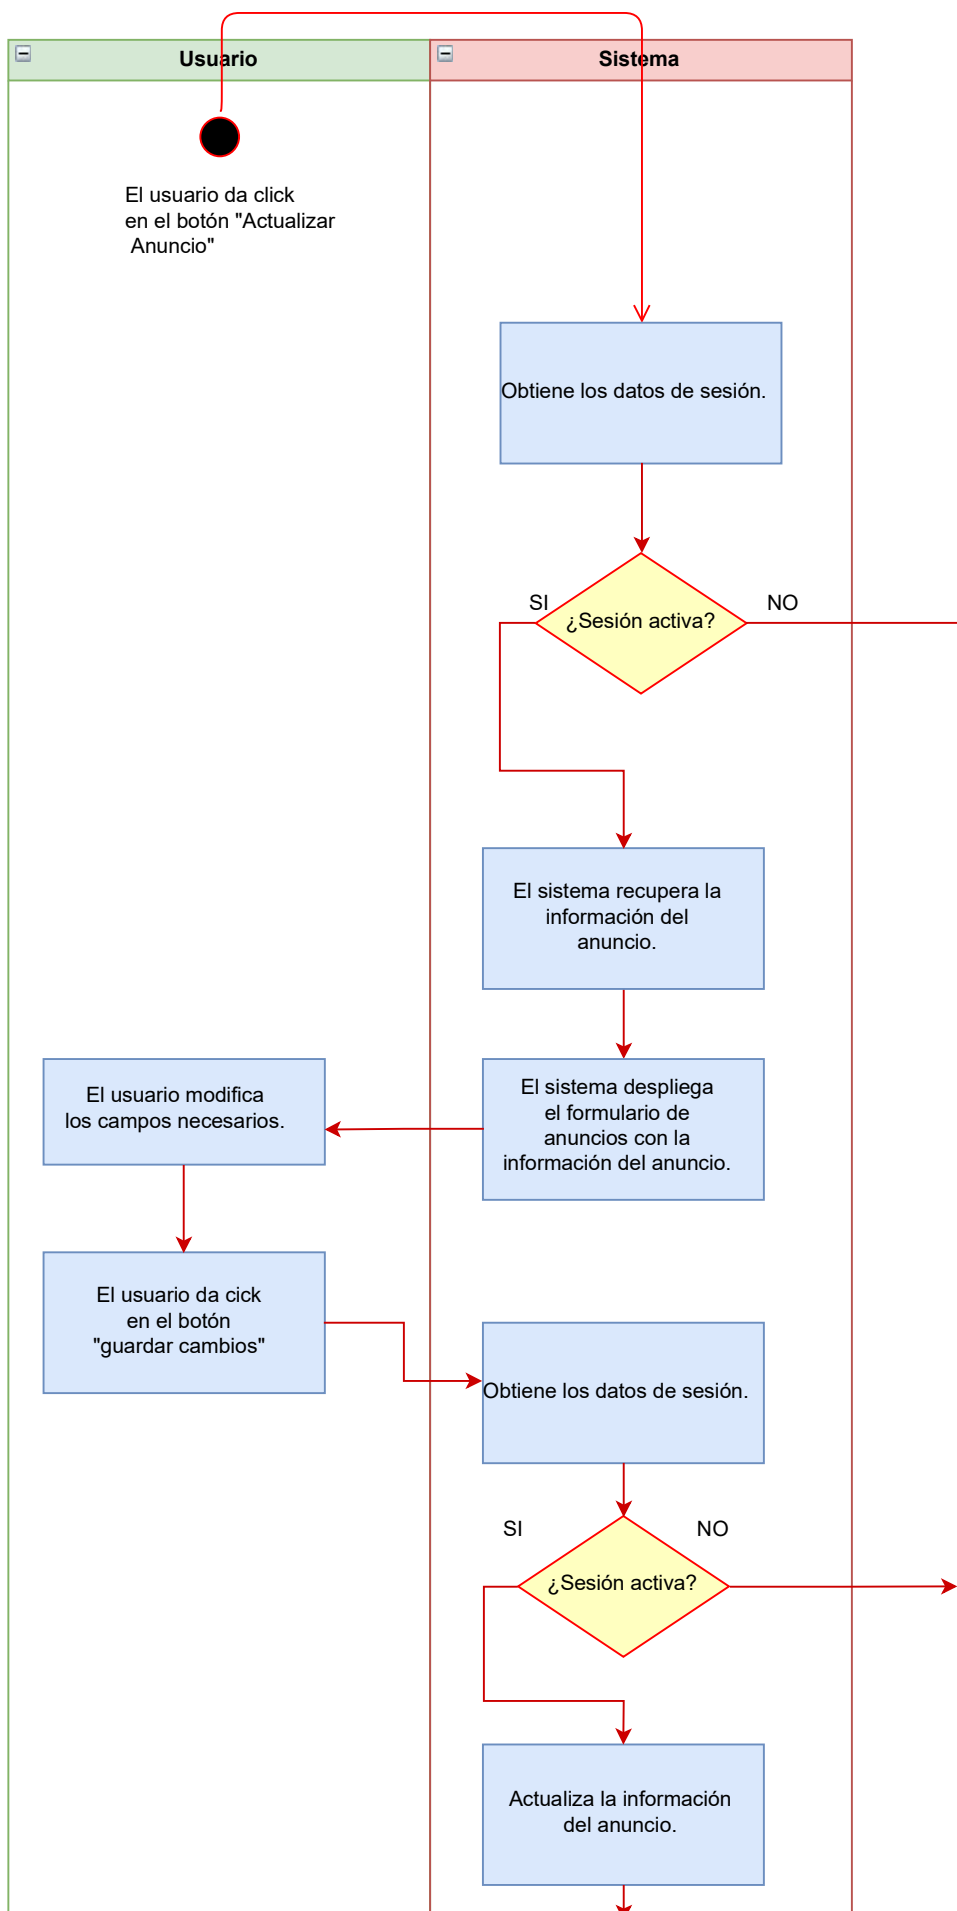 Usuario
Sistema
El usuario da click
en el botón "Actualizar
Anuncio"
Obtiene los datos de sesión.
SI
¿Sesión activa?
NO
El sistema recupera la
información del
anuncio.
El usuario modifica
los campos necesarios.
El sistema despliega
el formulario de
anuncios con la
información del anuncio.
El usuario da cick
en el botón
"guardar cambios"
Obtiene los datos de sesión.
SI
NO
¿Sesión activa?
Actualiza la información
del anuncio.